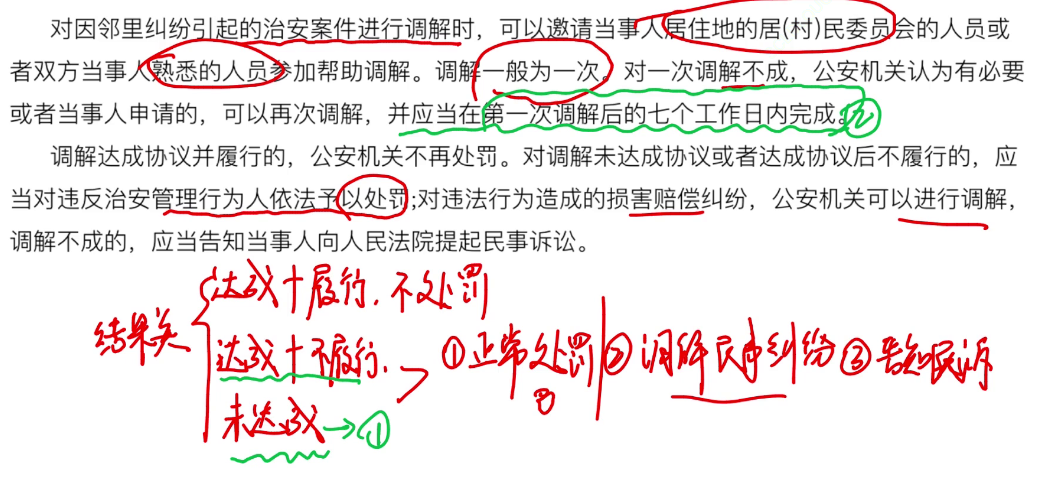 对因邻里纠纷引起的治安案件进行调解时，可以邀请当事人居住地的居(村)民委员会的人员或
者双方当事人熟悉的人员参加帮助调解。调解一般为一次。对一次调解不成，公安机关认为有必要
或者当事人申请的，可以再次调解，并应当在第一次调解后的七个工作日内完成。②
调解达成协议并履行的，公安机关不再处罚。对调解未达成协议或者达成协议后不履行的，应
当对违反治安管理行为人依法予以处罚;对违法行为造成的损害赔偿纠纷，公安机关可以进行调解，
调解不成的，应当告知当事人向人民法院提起民事诉讼。
达成十履行.不处罚
结果关
达成十不履行.
①正常处罚②调解民事纠纷③告知民诉
未达成→①